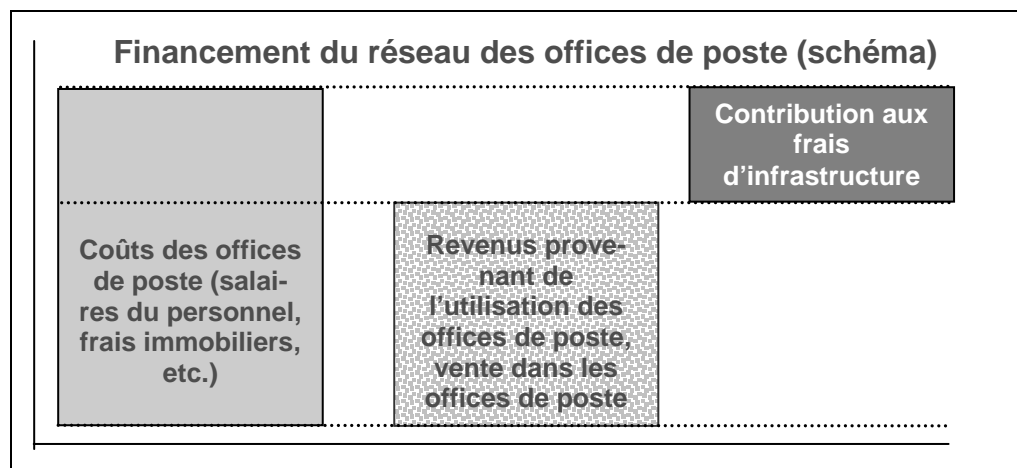 Financement du réseau des offices de poste (schéma)
Contribution aux
frais
d'infrastructure
Coûts des offices
de poste (salai-
res du personnel,
frais immobiliers,
etc.)
Revenus prove-
nant de
l'utilisation des
offices de poste,
vente dans les
offices de poste